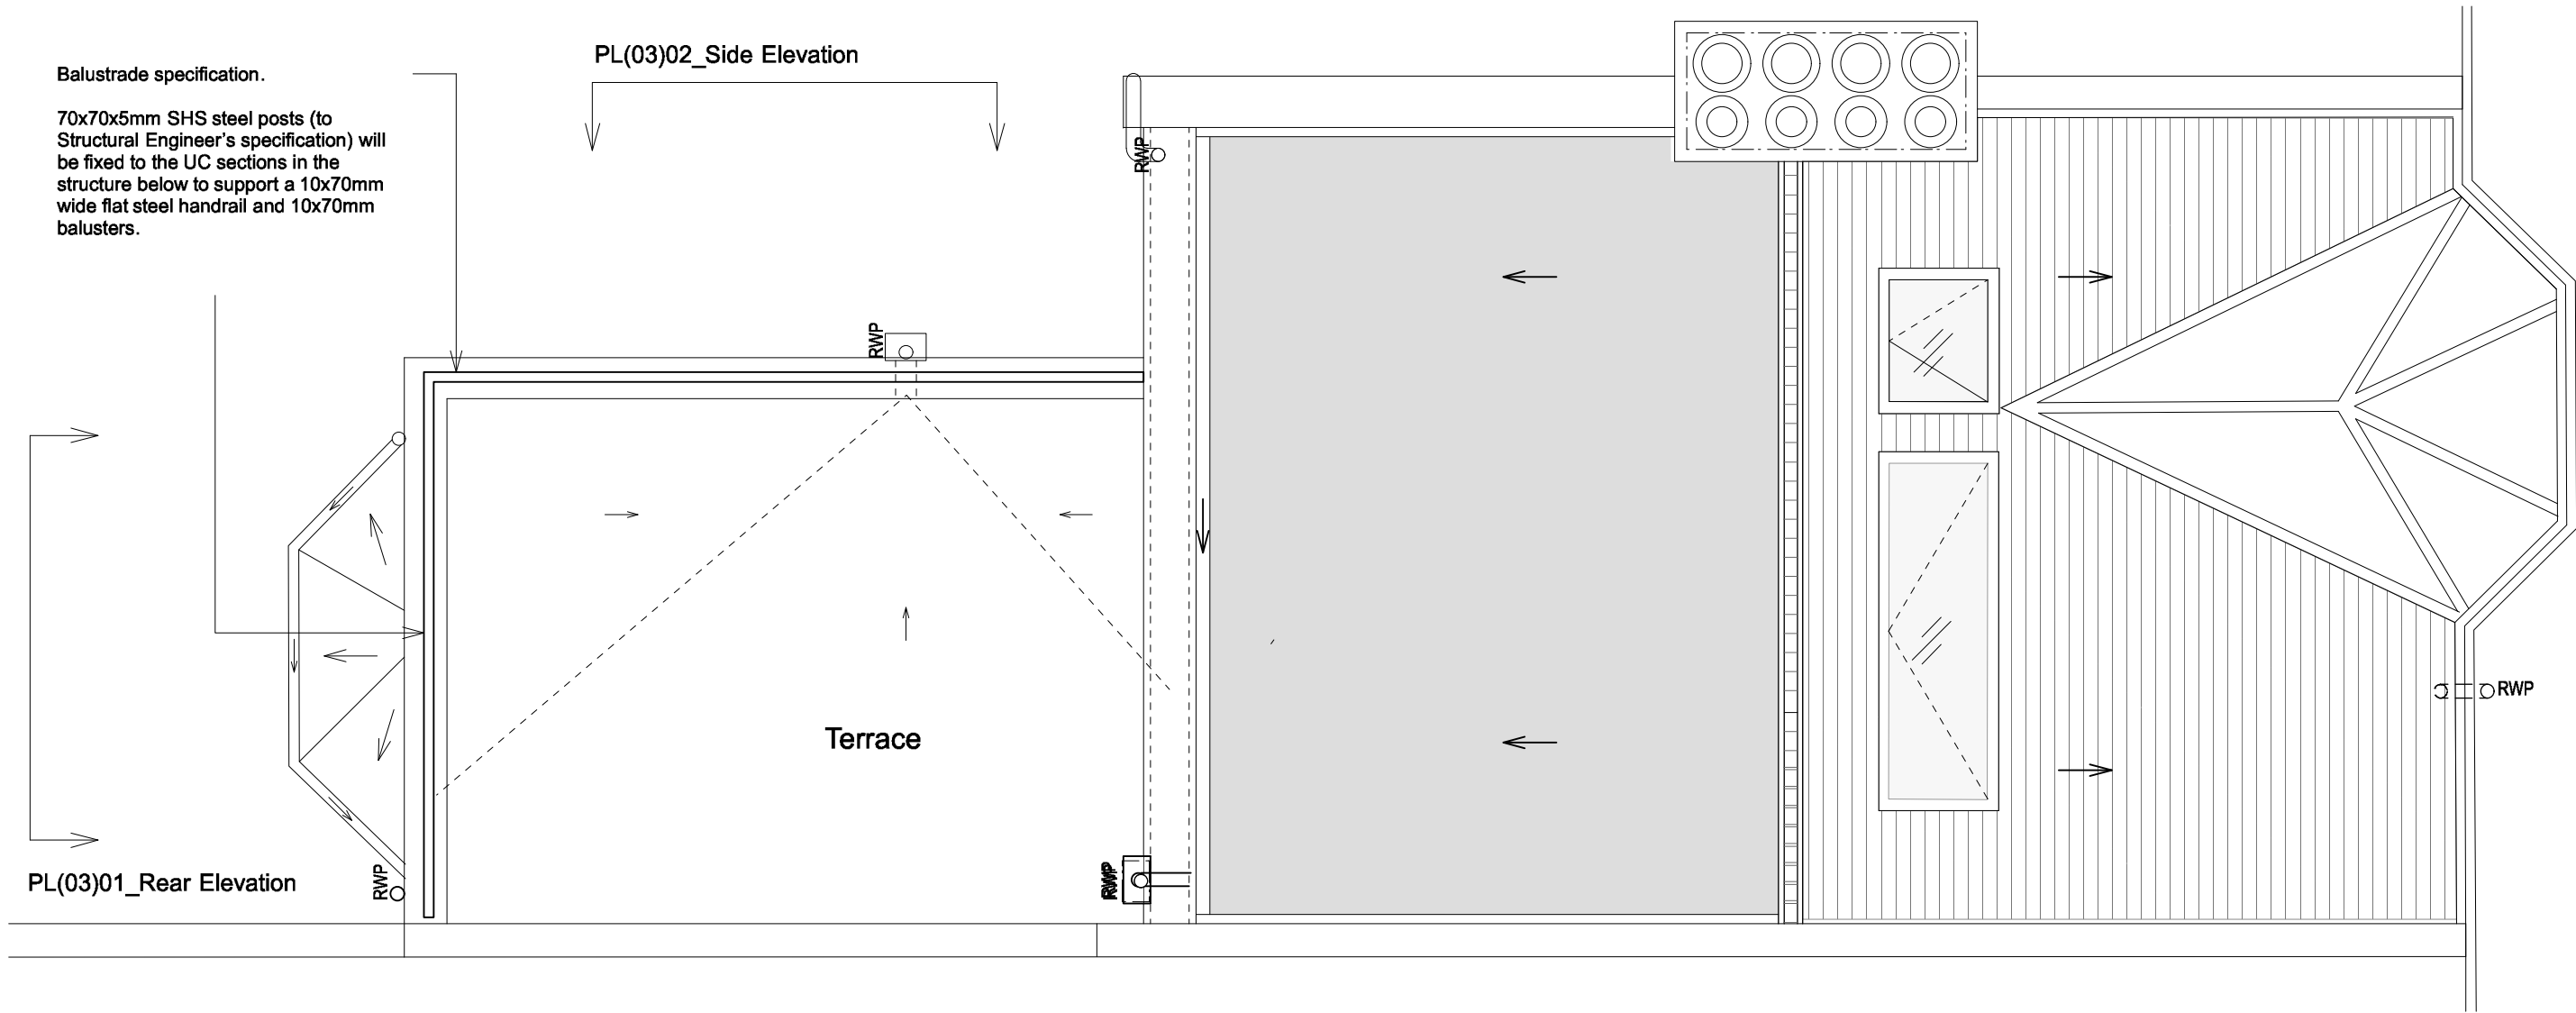 PL(03)02_Side Elevation
Balustrade specification.
70x70x5mm SHS steel posts (to
Structural Engineer's specification) will
be fixed to the UC sections in the
structure below to support a 10x70mm
wide flat steel handrail and 10x70mm
balusters.
RWP
RWP
RWP
Terrace
RWP
RWP
PL(03)01_Rear Elevation